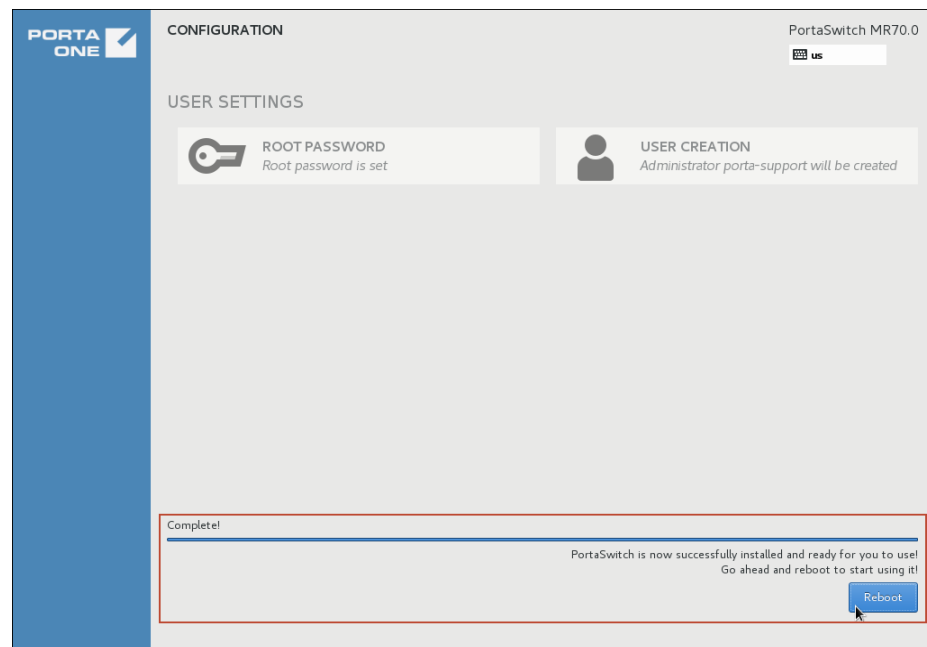 PORTA
ONE
CONFIGURATION
PortaSwitch MR70.0
us
USER SETTINGS
ROOT PASSWORD
Root password is set
USER CREATION
Administrator porta-support will be created
Complete!
PortaSwitch is now successfully installed and ready for you to use!
Go ahead and reboot to start using it!
Reboot